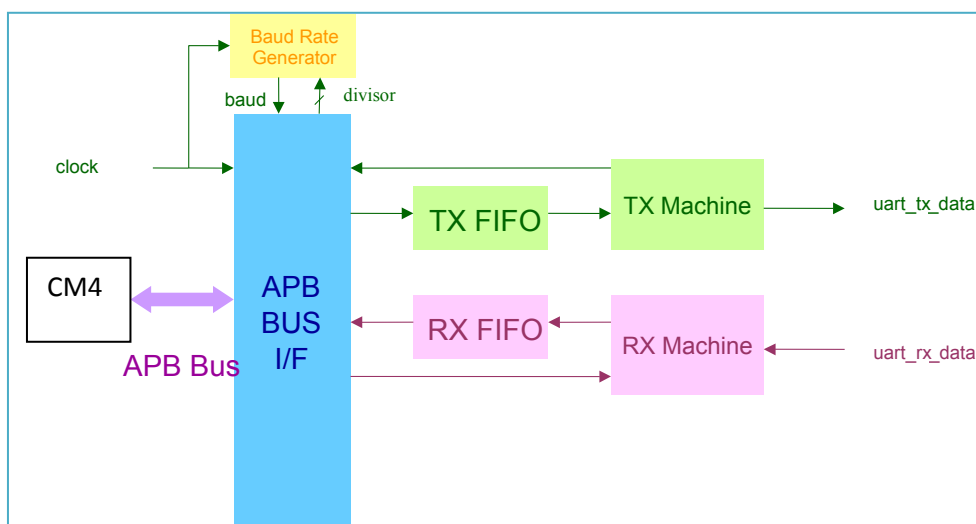 Baud Rate
Generator
baud
divisor
clock
TX FIFO
TX Machine
uart_tx_data
CM4
APB
BUS
I/F
RX FIFO
RX Machine
uart_rx_data
APB Bus